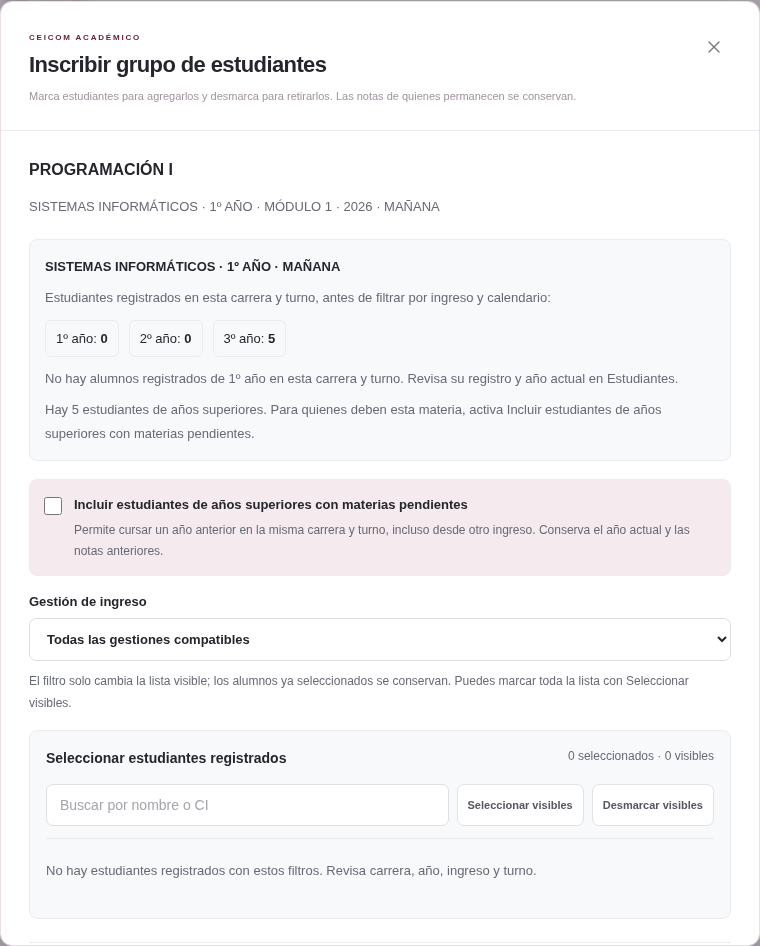 CEICOM ACADÉMICO
Inscribir grupo de estudiantes
Marca estudiantes para agregarlos y desmarca para retirarlos. Las notas de quienes permanecen se conservan.
PROGRAMACIÓN I
SISTEMAS INFORMÁTICOS · 1º AÑO · MÓDULO 1 · 2026 · MAÑANA
SISTEMAS INFORMÁTICOS · 1º AÑO · MAÑANA
Estudiantes registrados en esta carrera y turno, antes de filtrar por ingreso y calendario:
1º año: 0 2º año: 0 3º año: 5
No hay alumnos registrados de 1º año en esta carrera y turno. Revisa su registro y año actual en Estudiantes.
Hay 5 estudiantes de años superiores. Para quienes deben esta materia, activa Incluir estudiantes de años
superiores con materias pendientes.
Incluir estudiantes de años superiores con materias pendientes
Permite cursar un año anterior en la misma carrera y turno, incluso desde otro ingreso. Conserva el año actual y las
notas anteriores.
Gestión de ingreso
Todas las gestiones compatibles
El filtro solo cambia la lista visible; los alumnos ya seleccionados se conservan. Puedes marcar toda la lista con Seleccionar
visibles.
Seleccionar estudiantes registrados 0 seleccionados · 0 visibles
Buscar por nombre o CI Seleccionar visibles Desmarcar visibles
No hay estudiantes registrados con estos filtros. Revisa carrera, año, ingreso y turno.